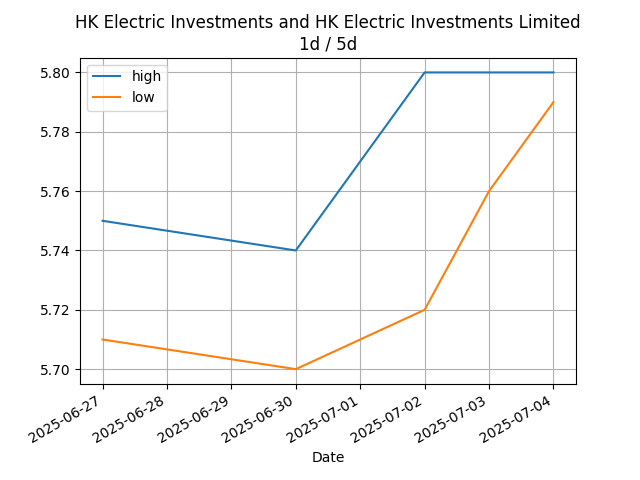 HK Electric Investments and HK Electric Investments Limited
1d / 5d
high
low
5.80
5.78
5.76
5.74
5.72
5.70
2025-06-27
2025-06-28
2025-06-29
2025-06-30
2025-07-01
2025-07-02
2025-07-03
2025-07-04
Date